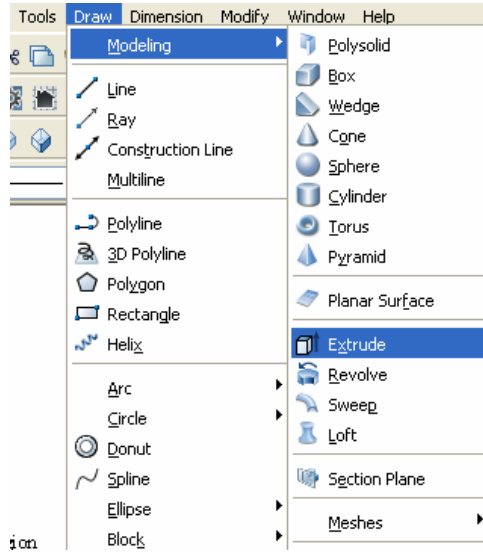 Tools Draw Dimension Modify Window Help
Modeling
Line
Ray
Construction Line
Multiline
Polyline
3D Polyline
Polygon
Rectangle
Helix
Arc
Circle
Donut
Spline
Ellipse
Block
Polysolid
Box
Wedge
Cone
Sphere
Cylinder
Torus
Pyramid
Planar Surface
Extrude
Revolve
Sweep
Loft
Section Plane
Meshes